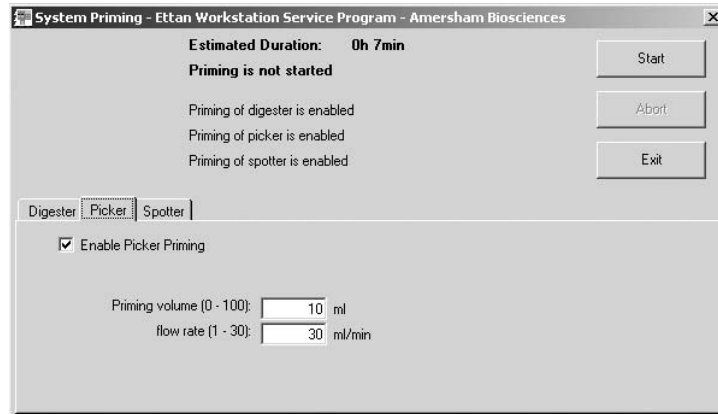 System Priming - Ettan Workstation Service Program - Amersham Biosciences
Estimated Duration: 0h 7min
Priming is not started
Start
Priming of digester is enabled
Abort
Priming of picker is enabled
Priming of spotter is enabled
Exit
Digester Picker Spotter
Enable Picker Priming
Priming volume (0 - 100): 10 ml
flow rate (1 - 30): 30 ml/min